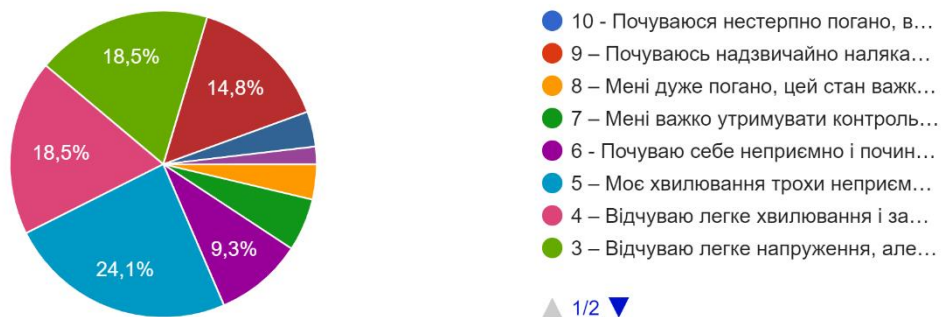 18,5%
14,8%
18,5%
24,1%
9,3%
10 - Почуваюся нестерпно погано, в…
9 – Почуваюсь надзвичайно наляка…
8 – Мені дуже погано, цей стан важк…
7 – Мені важко утримувати контроль…
6 - Почуваю себе неприємно і почин…
5 – Моє хвилювання трохи неприєм…
4 – Відчуваю легке хвилювання і за…
3 – Відчуваю легке напруження, але…
1/2